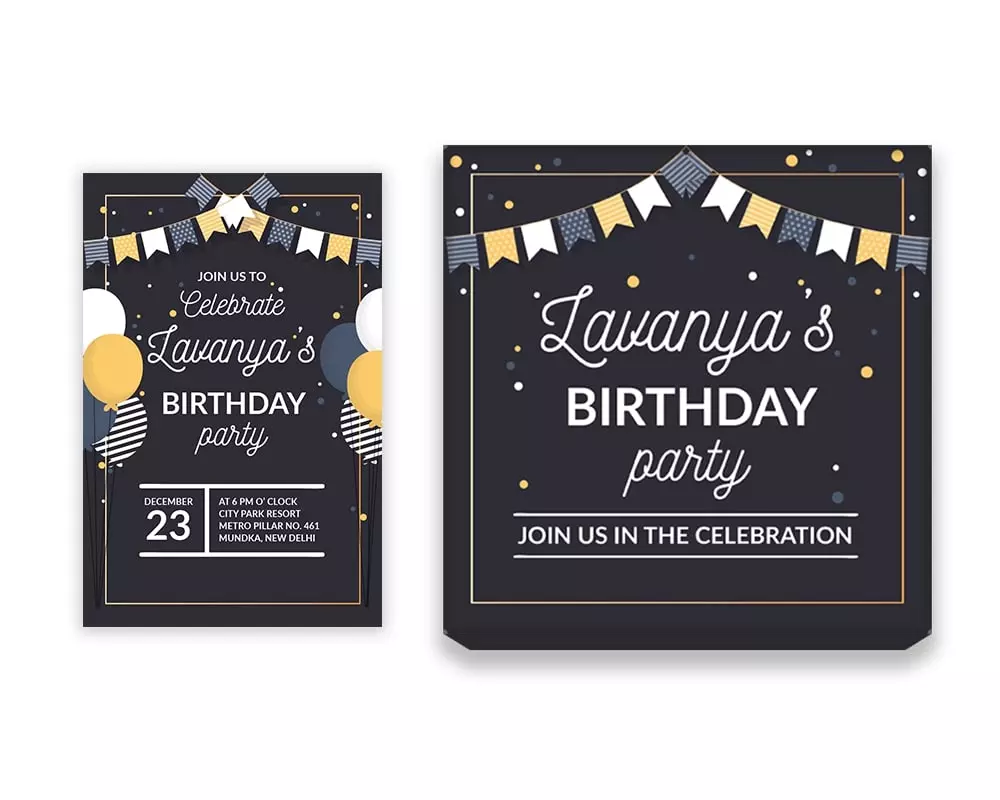 JOIN US TO
Celebrate
Lavanya's
BIRTHDAY
party
DECEMBER
23
AT 6 PM O' CLOCK
CITY PARK RESORT
METRO PILLAR NO. 461
MUNDKA, NEW DELHI
Lavanya's
BIRTHDAY
party
JOIN US IN THE CELEBRATION